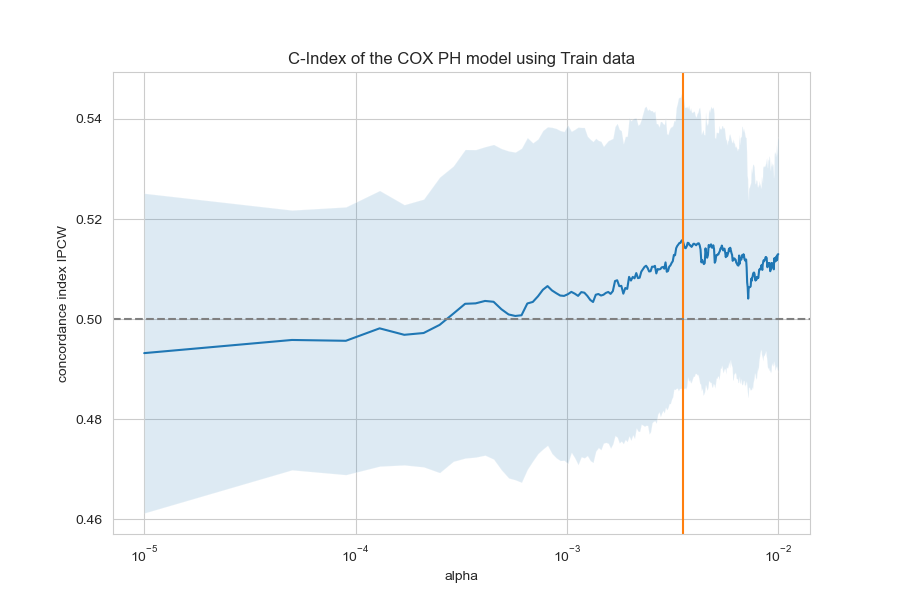 C-Index of the COX PH model using Train data
concordance index IPCW
0.54
0.52
0.50
0.48
0.46
10⁻⁵ 10⁻⁴ 10⁻³ 10⁻²
alpha